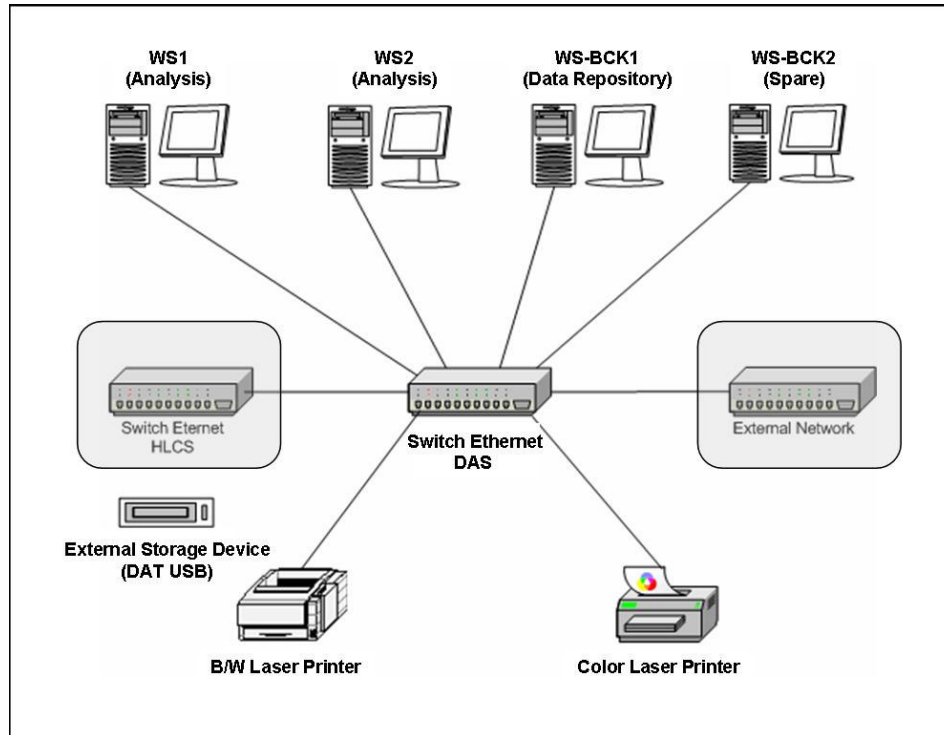 WS1
(Analysis)
WS2
(Analysis)
WS-BCK1
(Data Repository)
WS-BCK2
(Spare)
Switch Eternet
HLCS
Switch Ethernet
DAS
External Network
External Storage Device
(DAT USB)
B/W Laser Printer
Color Laser Printer